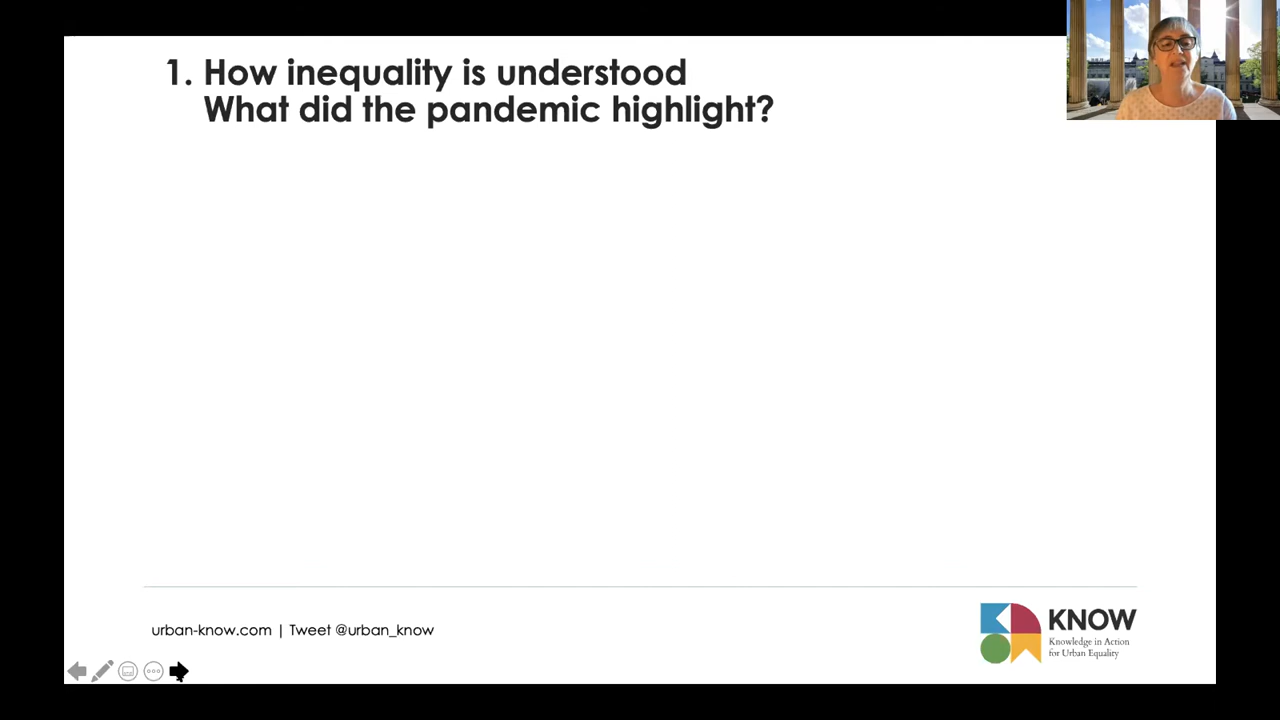 1. How inequality is understood
What did the pandemic highlight?
urban-know.com | Tweet @urban_know
KNOW
Knowledge in Action
for Urban Equality